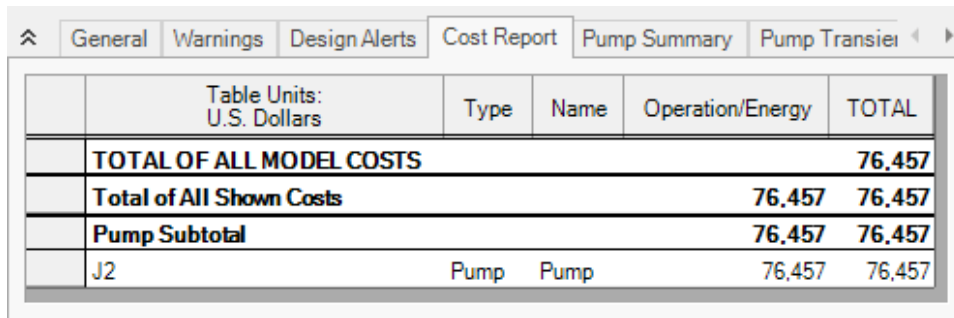 General Warnings Design Alerts Cost Report Pump Summary Pump Transier
Table Units:
U.S. Dollars
Type Name Operation/Energy TOTAL
TOTAL OF ALL MODEL COSTS 76,457
Total of All Shown Costs 76,457 76,457
Pump Subtotal 76,457 76,457
J2 Pump Pump 76,457 76,457